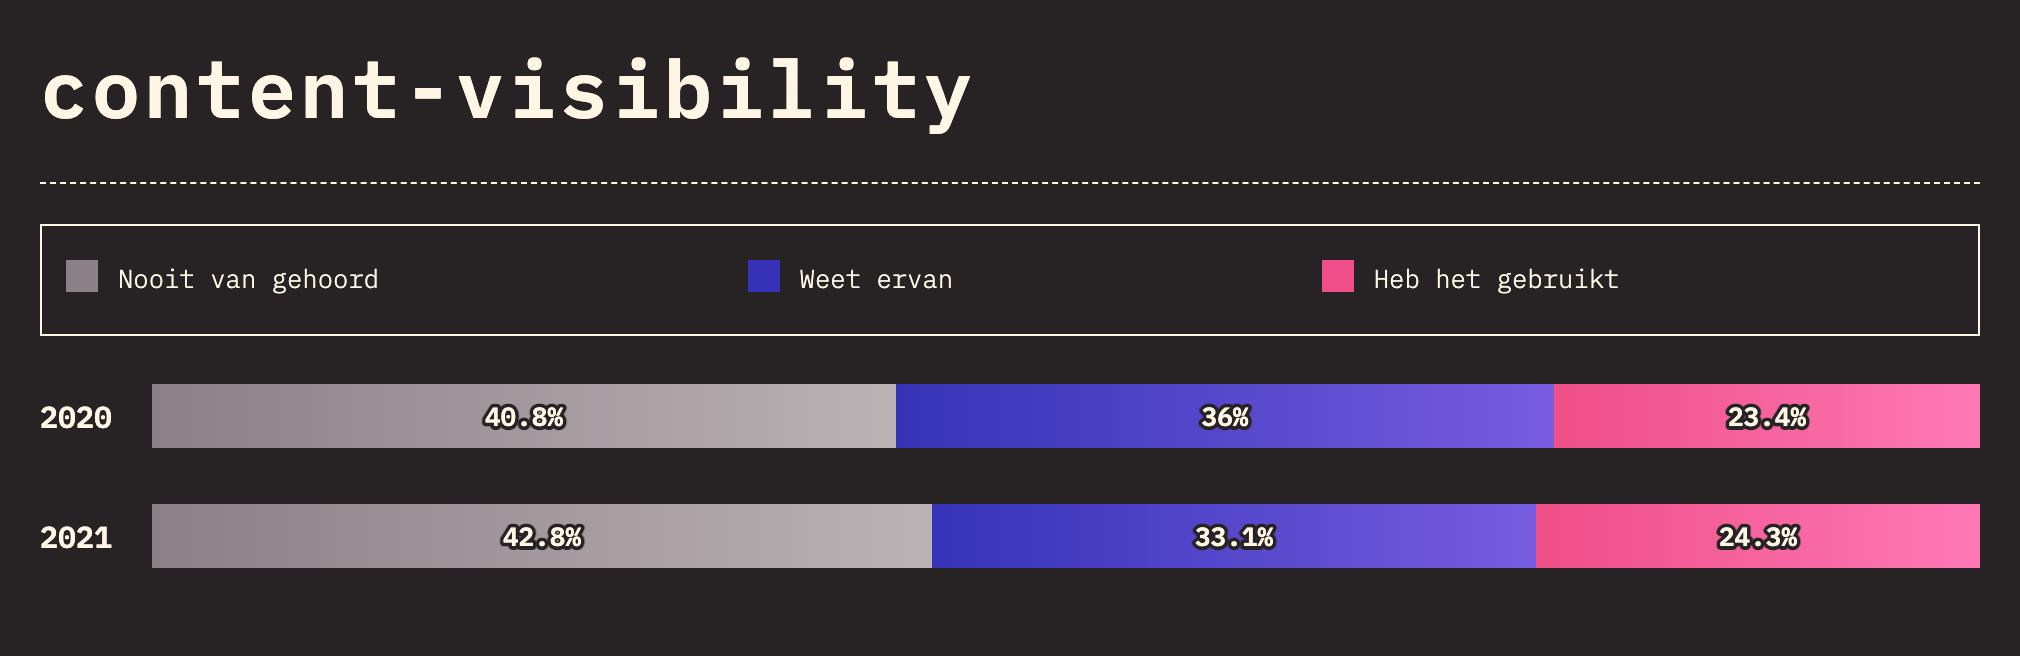 content-visibility
Nooit van gehoord Weet ervan Heb het gebruikt
2020 40.8% 36% 23.4%
2021 42.8% 33.1% 24.3%